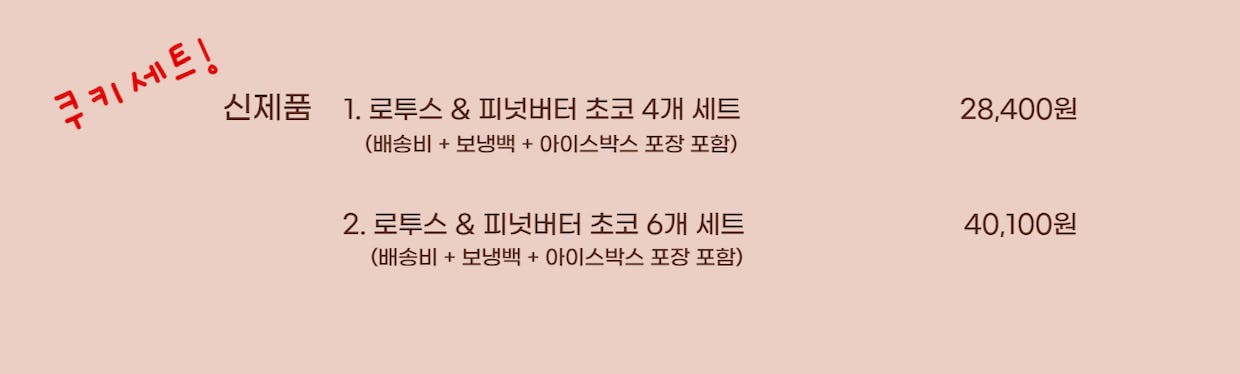 쿠키세트!
신제품 1. 로투스 & 피넛버터 초코 4개 세트 28,400원
(배송비 + 보냉백 + 아이스박스 포장 포함)
2. 로투스 & 피넛버터 초코 6개 세트 40,100원
(배송비 + 보냉백 + 아이스박스 포장 포함)